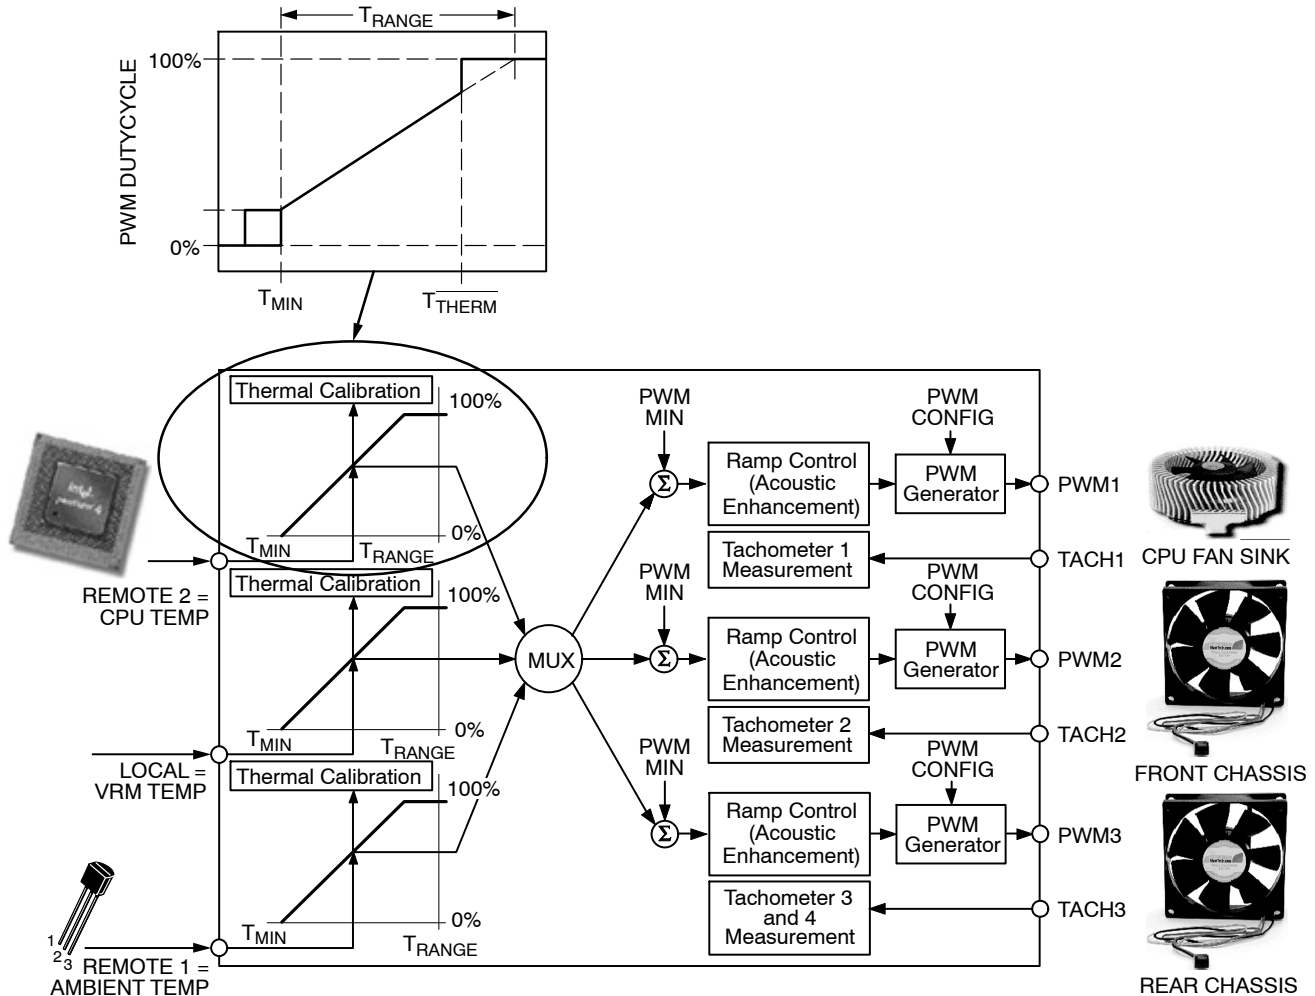 TRANGE
100%
PWM DUTYCYCLE
0%
TMIN
TTHERM
Thermal Calibration
100%
0%
TMIN
TRANGE
REMOTE 2 =
CPU TEMP
Thermal Calibration
100%
0%
TMIN
TRANGE
LOCAL =
VRM TEMP
Thermal Calibration
100%
0%
TMIN
TRANGE
1
2
3
REMOTE 1 =
AMBIENT TEMP
MUX
PWM
MIN
Σ
Ramp Control
(Acoustic
Enhancement)
PWM
CONFIG
PWM
Generator
PWM1
Tachometer 1
Measurement
TACH1
CPU FAN SINK
PWM
MIN
Σ
Ramp Control
(Acoustic
Enhancement)
PWM
CONFIG
PWM
Generator
PWM2
Tachometer 2
Measurement
TACH2
FRONT CHASSIS
PWM
MIN
Σ
Ramp Control
(Acoustic
Enhancement)
PWM
CONFIG
PWM
Generator
PWM3
Tachometer 3
and 4
Measurement
TACH3
REAR CHASSIS
intel
pentium 4